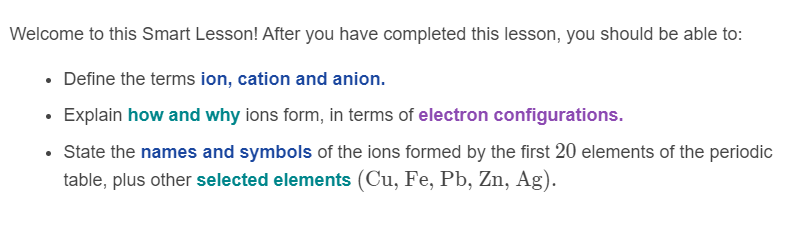 Welcome to this Smart Lesson! After you have completed this lesson, you should be able to:
• Define the terms ion, cation and anion.
• Explain how and why ions form, in terms of electron configurations.
• State the names and symbols of the ions formed by the first 20 elements of the periodic
table, plus other selected elements (Cu, Fe, Pb, Zn, Ag).